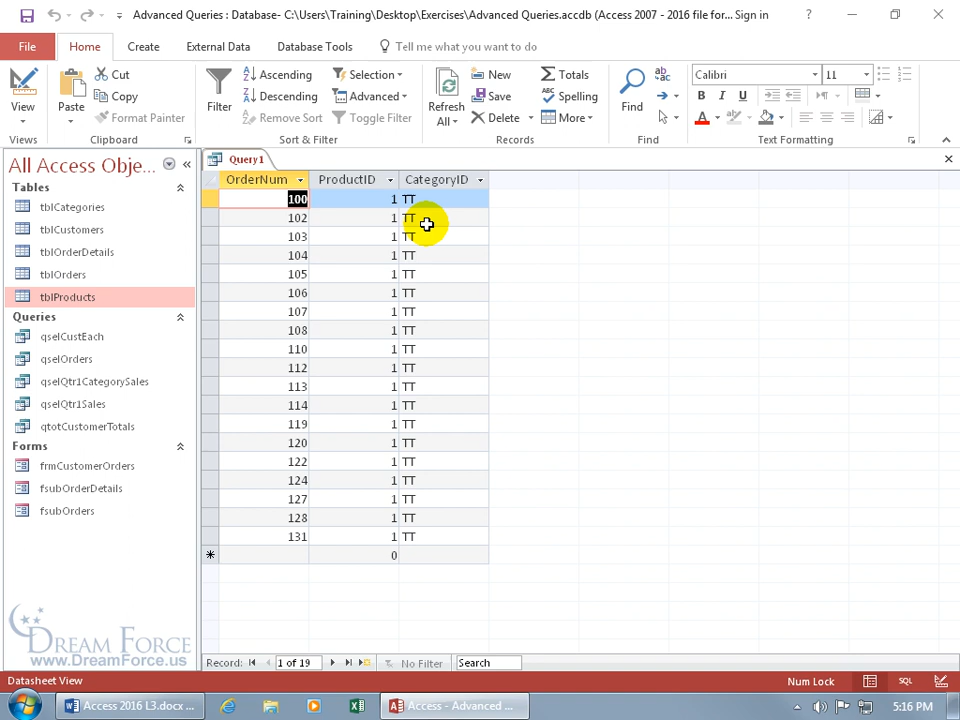 Advanced Queries : Database- C:\Users\Training\Desktop\Exercises\Advanced Queries.accdb (Access 2007 - 2016 file for... Sign in ?
File Home Create External Data Database Tools Tell me what you want to do
View
Views
Paste
Cut
Copy
Format Painter
Clipboard
Filter
Ascending
Descending
Remove Sort
Selection
Advanced
Toggle Filter
Sort & Filter
Refresh
All
New
Save
Delete
Totals
Spelling
More
Records
Find
Find
Calibri 11
B I U
A
Text Formatting
All Access Obje...
Tables
tblCategories
tblCustomers
tblOrderDetails
tblOrders
tblProducts
Queries
qselCustEach
qselOrders
qselQtr1CategorySales
qselQtr1Sales
qtotCustomerTotals
Forms
frmCustomerOrders
fsubOrderDetails
fsubOrders
DREAM FORCE
www.DreamForce.us
Query1
OrderNum ProductID CategoryID
100 1 TT
102 1 TT
103 1 TT
104 1 TT
105 1 TT
106 1 TT
107 1 TT
108 1 TT
110 1 TT
112 1 TT
113 1 TT
114 1 TT
119 1 TT
120 1 TT
122 1 TT
124 1 TT
127 1 TT
128 1 TT
131 1 TT
0
Record: 1 of 19 No Filter Search
Datasheet View Num Lock SQL
Access 2016 L3.docx ... Access - Advanced ... 5:16 PM